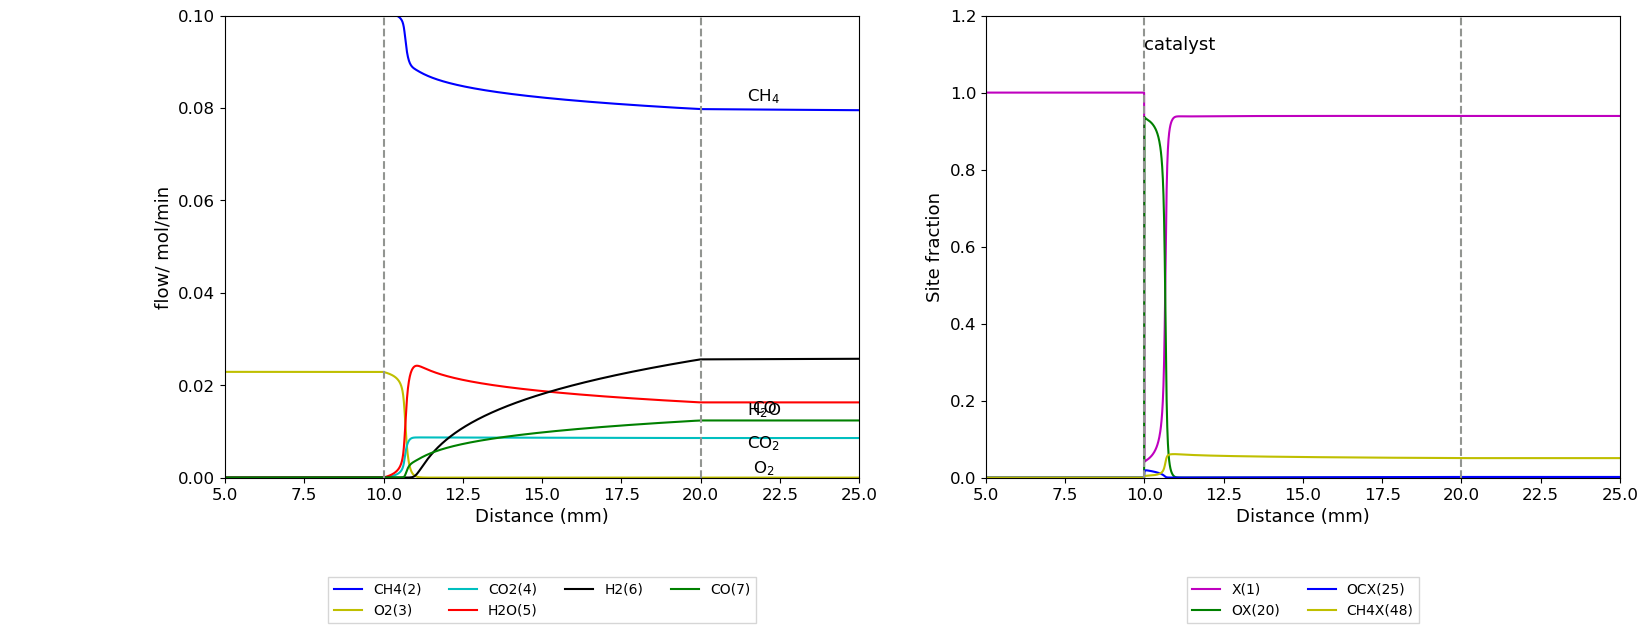 0.10
0.08
0.06
0.04
0.02
0.00
flow/ mol/min
CH₄
CO
H₂O
CO₂
O₂
5.0 7.5 10.0 12.5 15.0 17.5 20.0 22.5 25.0
Distance (mm)
CH4(2) CO2(4) H2(6) CO(7)
O2(3) H2O(5)
1.2
1.0
0.8
0.6
0.4
0.2
0.0
Site fraction
catalyst
5.0 7.5 10.0 12.5 15.0 17.5 20.0 22.5 25.0
Distance (mm)
X(1) OCX(25)
OX(20) CH4X(48)